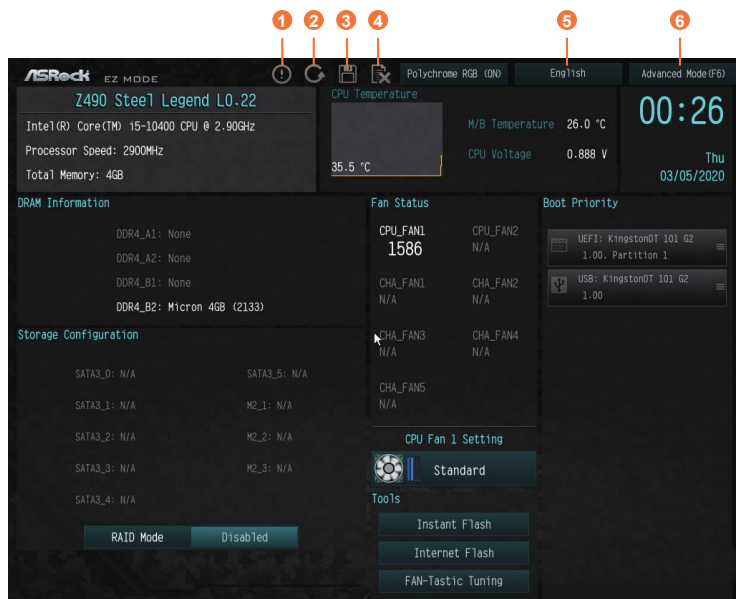 1 2 3 4 5 6
ASRock EZ MODE
Polychrome RGB (ON) English Advanced Mode(F6)
Z490 Steel Legend L0.22
Intel(R) Core(TM) i5-10400 CPU @ 2.90GHz
Processor Speed: 2900MHz
Total Memory: 4GB
CPU Temperature
35.5 °C
M/B Temperature 26.0 °C
CPU Voltage 0.888 V
00:26
Thu
03/05/2020
DRAM Information
DDR4_A1: None
DDR4_A2: None
DDR4_B1: None
DDR4_B2: Micron 4GB (2133)
Storage Configuration
SATA3_0: N/A SATA3_5: N/A
SATA3_1: N/A M2_1: N/A
SATA3_2: N/A M2_2: N/A
SATA3_3: N/A M2_3: N/A
SATA3_4: N/A
RAID Mode Disabled
Fan Status
CPU_FAN1 CPU_FAN2
1586 N/A
CHA_FAN1 CHA_FAN2
N/A N/A
CHA_FAN3 CHA_FAN4
N/A N/A
CHA_FAN5
N/A
CPU Fan 1 Setting
Standard
Tools
Instant Flash
Internet Flash
FAN-Tastic Tuning
Boot Priority
UEFI: KingstonDT 101 G2
1.00. Partition 1
USB: KingstonDT 101 G2
1.00